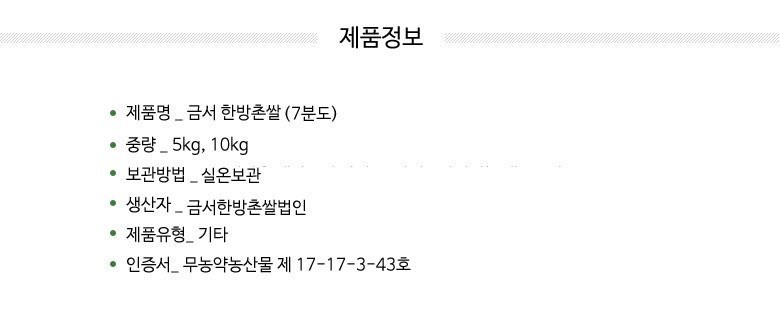 제품정보
제품명 _ 금서 한방촌쌀 (7분도)
중량 _ 5kg, 10kg
보관방법 _ 실온보관
생산자 _ 금서한방촌쌀법인
제품유형_ 기타
인증서_ 무농약농산물 제 17-17-3-43호